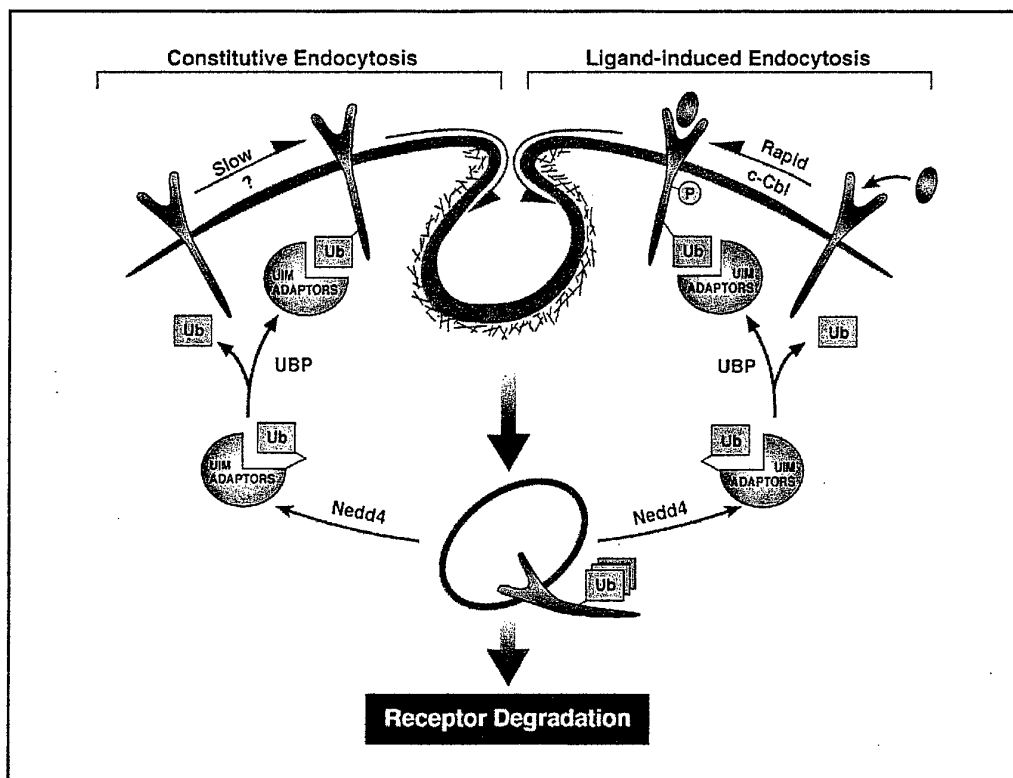 Constitutive Endocytosis
Ligand-induced Endocytosis
Slow
?
Rapid
c-Cbl
P
Ub
UIM
ADAPTORS
Ub
UIM
ADAPTORS
Ub
UBP
Ub
UBP
Ub
UIM
ADAPTORS
Ub
UIM
ADAPTORS
Nedd4
Nedd4
Ub
Receptor Degradation